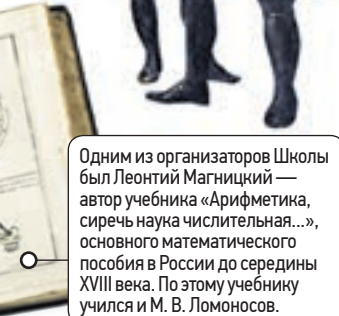 Одним из организаторов Школы
был Леонтий Магницкий —
автор учебника «Арифметика,
сиречь наука числительная...»,
основного математического
пособия в России до середины
XVIII века. По этому учебнику
учился и М. В. Ломоносов.